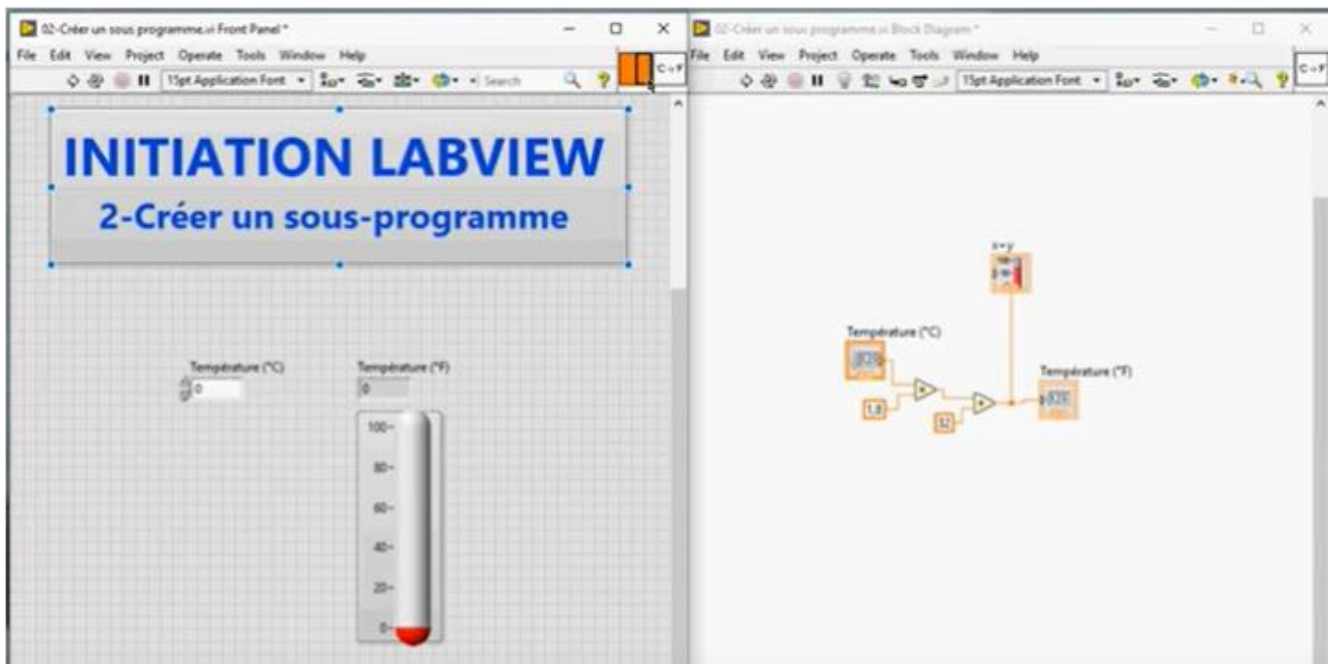 02-Créer un sous programme.vi Front Panel *
File Edit View Project Operate Tools Window Help
15pt Application Font
Search
C→F
INITIATION LABVIEW
2-Créer un sous-programme
Température (°C)
0
Température (°F)
0
100
80
60
40
20
0
02-Créer un sous programme.vi Block Diagram *
File Edit View Project Operate Tools Window Help
15pt Application Font
C→F
x=y
Température (°C)
1,8
32
Température (°F)